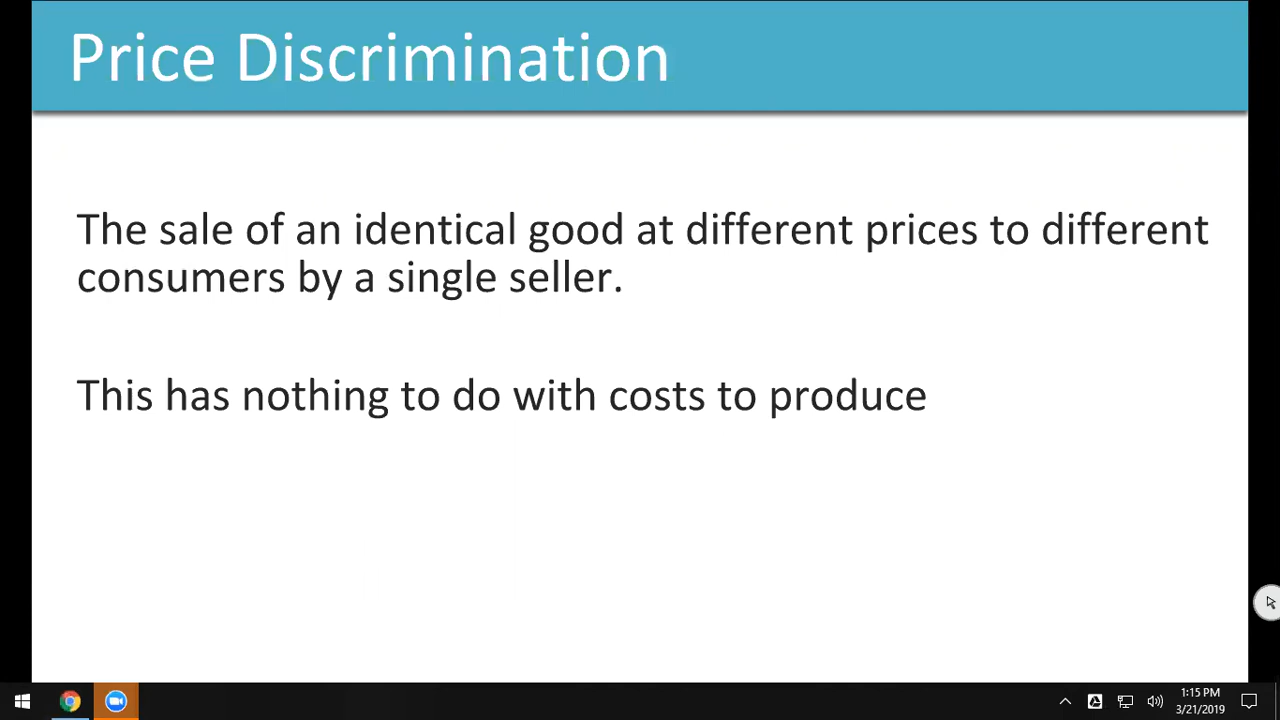 Price Discrimination
The sale of an identical good at different prices to different
consumers by a single seller.
This has nothing to do with costs to produce
1:15 PM
3/21/2019